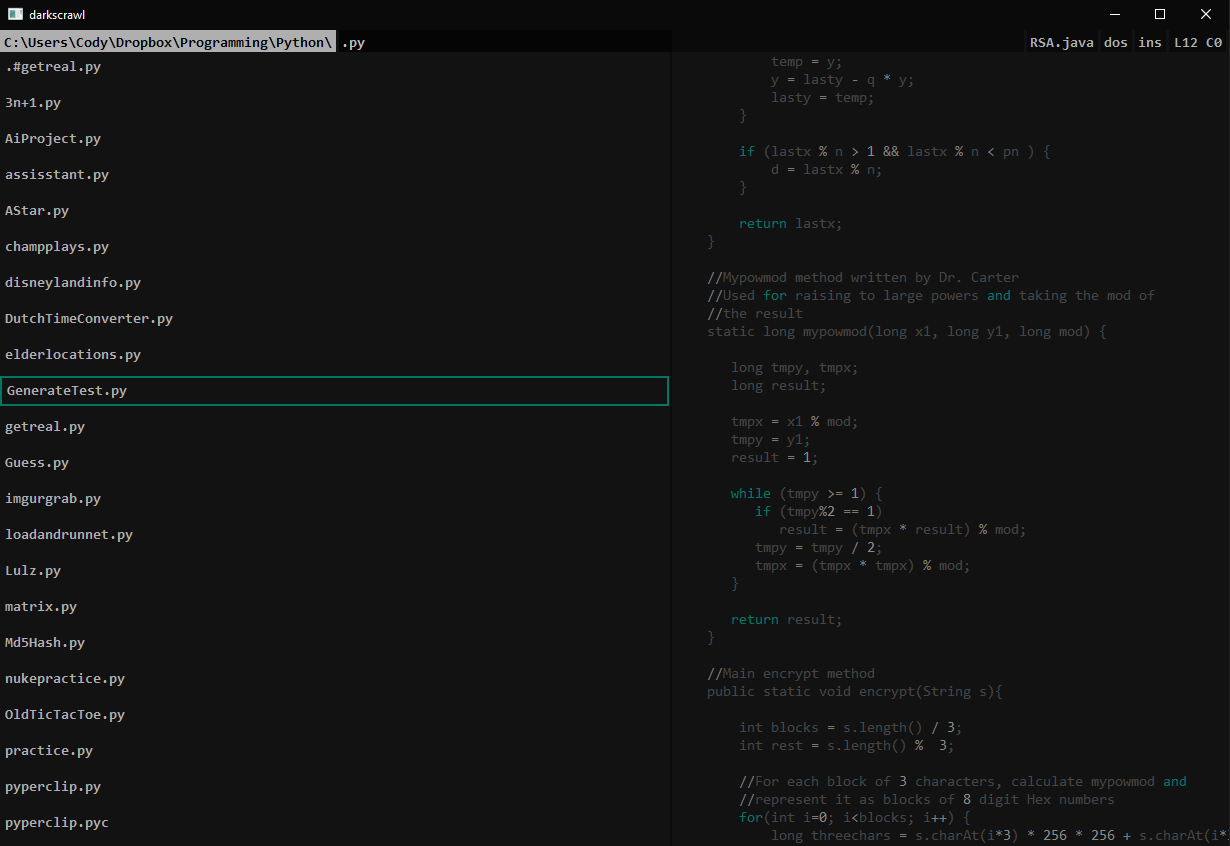 darkscrawl
C:\Users\Cody\Dropbox\Programming\Python\ .py
RSA.java dos ins L12 C0
.#getreal.py
3n+1.py
AiProject.py
assisstant.py
AStar.py
champplays.py
disneylandinfo.py
DutchTimeConverter.py
elderlocations.py
GenerateTest.py
getreal.py
Guess.py
imgurgrab.py
loadandrunnet.py
Lulz.py
matrix.py
Md5Hash.py
nukepractice.py
OldTicTacToe.py
practice.py
pyperclip.py
pyperclip.pyc
temp = y;
y = lasty - q * y;
lasty = temp;
}
if (lastx % n > 1 && lastx % n < pn ) {
d = lastx % n;
}
return lastx;
}
//Mypowmod method written by Dr. Carter
//Used for raising to large powers and taking the mod of
//the result
static long mypowmod(long x1, long y1, long mod) {
long tmpy, tmpx;
long result;
tmpx = x1 % mod;
tmpy = y1;
result = 1;
while (tmpy >= 1) {
if (tmpy%2 == 1)
result = (tmpx * result) % mod;
tmpy = tmpy / 2;
tmpx = (tmpx * tmpx) % mod;
}
return result;
}
//Main encrypt method
public static void encrypt(String s){
int blocks = s.length() / 3;
int rest = s.length() %  3;
//For each block of 3 characters, calculate mypowmod and
//represent it as blocks of 8 digit Hex numbers
for(int i=0; i<blocks; i++) {
long threechars = s.charAt(i*3) * 256 * 256 + s.charAt(i*